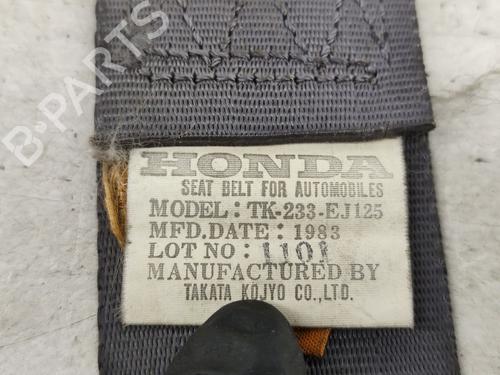 B-PARTS
HONDA
SEAT BELT FOR AUTOMOBILES
MODEL: TK-233-EJ125
MFD.DATE: 1983
LOT NO: 1101
MANUFACTURED BY
TAKATA KOJYO CO.,LTD.